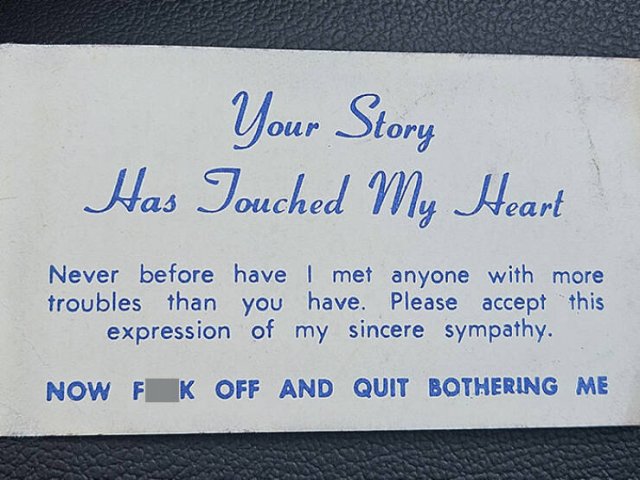 Your Story
Has Touched My Heart
Never before have I met anyone with more
troubles than you have. Please accept this
expression of my sincere sympathy.
NOW F K OFF AND QUIT BOTHERING ME